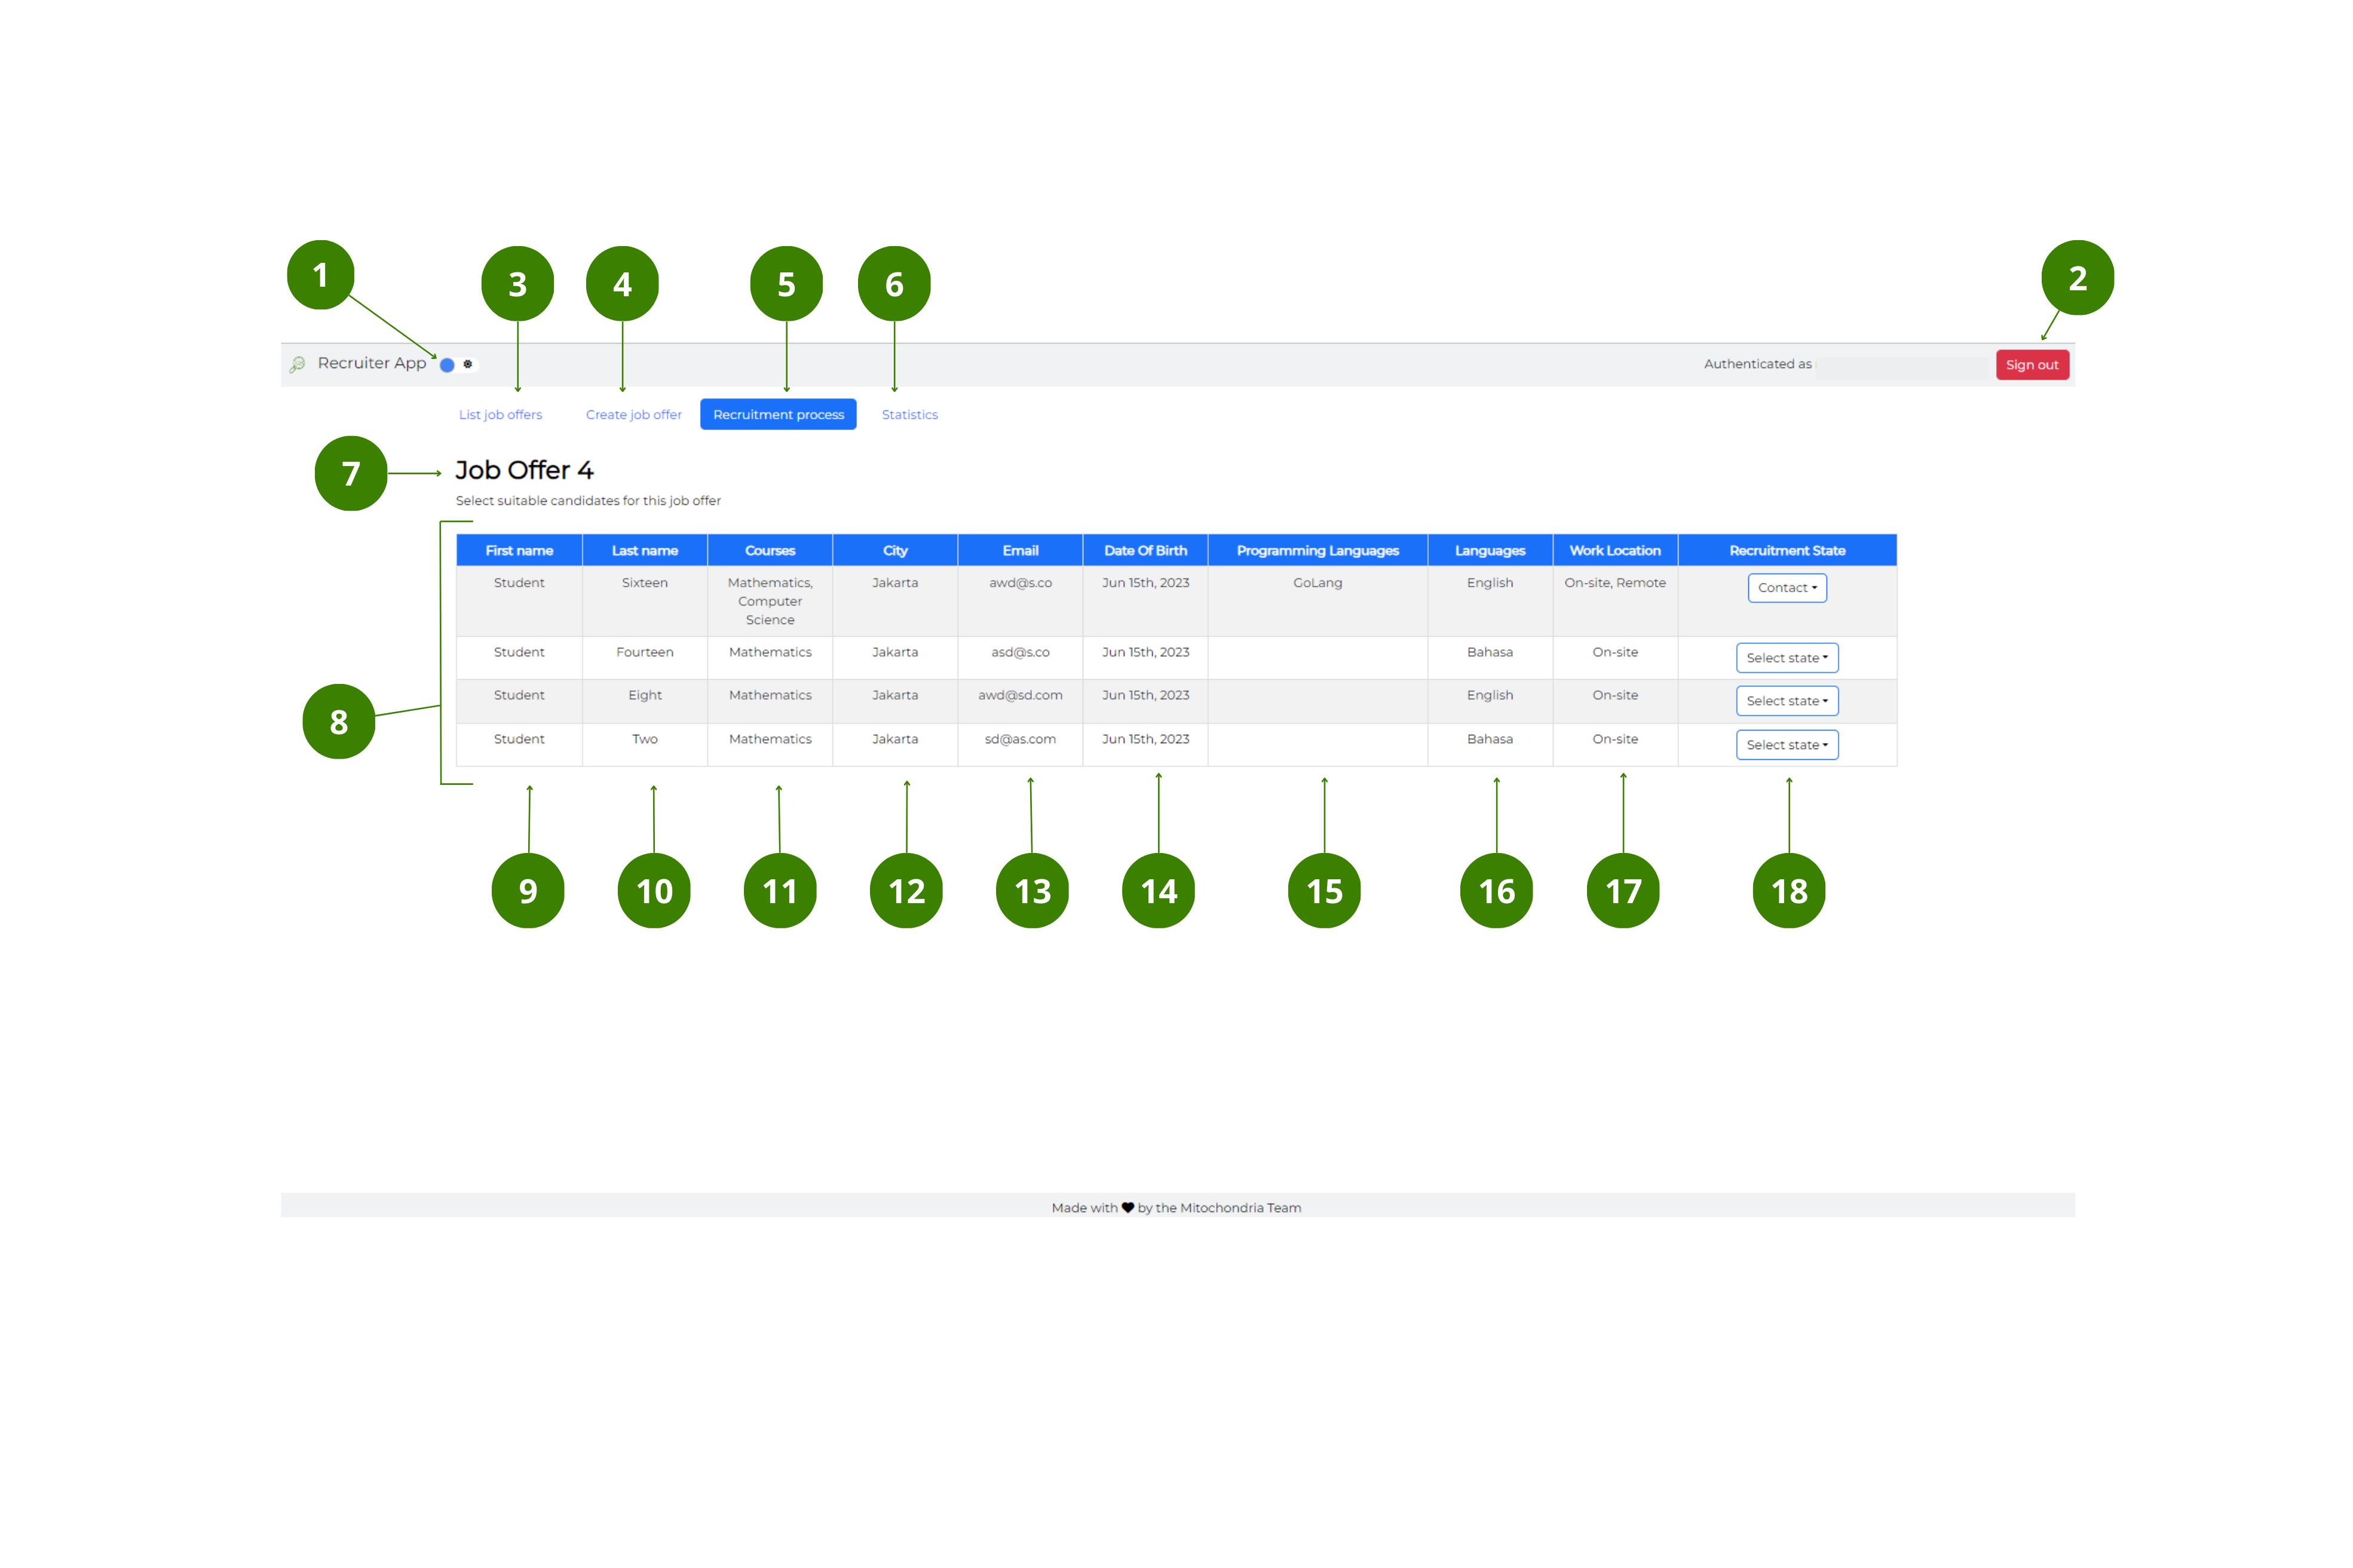 1
3
4
5
6
2
Recruiter App
Authenticated as
Sign out
List job offers
Create job offer
Recruitment process
Statistics
7
Job Offer 4
Select suitable candidates for this job offer
First name Last name Courses City Email Date Of Birth Programming Languages Languages Work Location Recruitment State
Student Sixteen Mathematics, Jakarta awd@s.co Jun 15th, 2023 GoLang English On-site, Remote Contact
Computer
Science
Student Fourteen Mathematics Jakarta asd@s.co Jun 15th, 2023 Bahasa On-site Select state
Student Eight Mathematics Jakarta awd@sd.com Jun 15th, 2023 English On-site Select state
8
Student Two Mathematics Jakarta sd@as.com Jun 15th, 2023 Bahasa On-site Select state
9 10 11 12 13 14 15 16 17 18
Made with ♥ by the Mitochondria Team